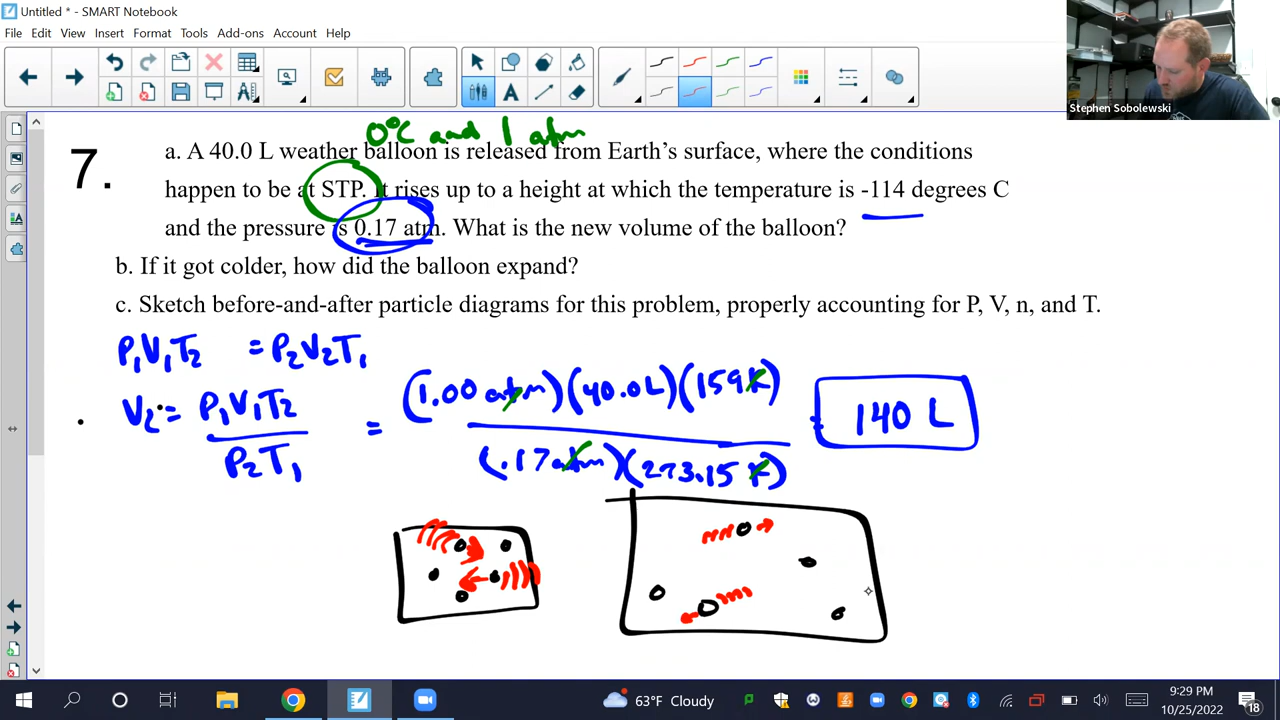 Untitled * - SMART Notebook
File Edit View Insert Format Tools Add-ons Account Help
Stephen Sobolewski
0°C and 1 atm
7.
a. A 40.0 L weather balloon is released from Earth's surface, where the conditions
happen to be at STP. It rises up to a height at which the temperature is -114 degrees C
and the pressure is 0.17 atm. What is the new volume of the balloon?
b. If it got colder, how did the balloon expand?
c. Sketch before-and-after particle diagrams for this problem, properly accounting for P, V, n, and T.
P₁V₁T₂ = P₂V₂T₁
V₂ = P₁V₁T₂ / P₂T₁ = (1.00 atm)(40.0L)(159K) / (.17atm)(273.15 K) = 140 L
63°F Cloudy
9:29 PM
10/25/2022
18